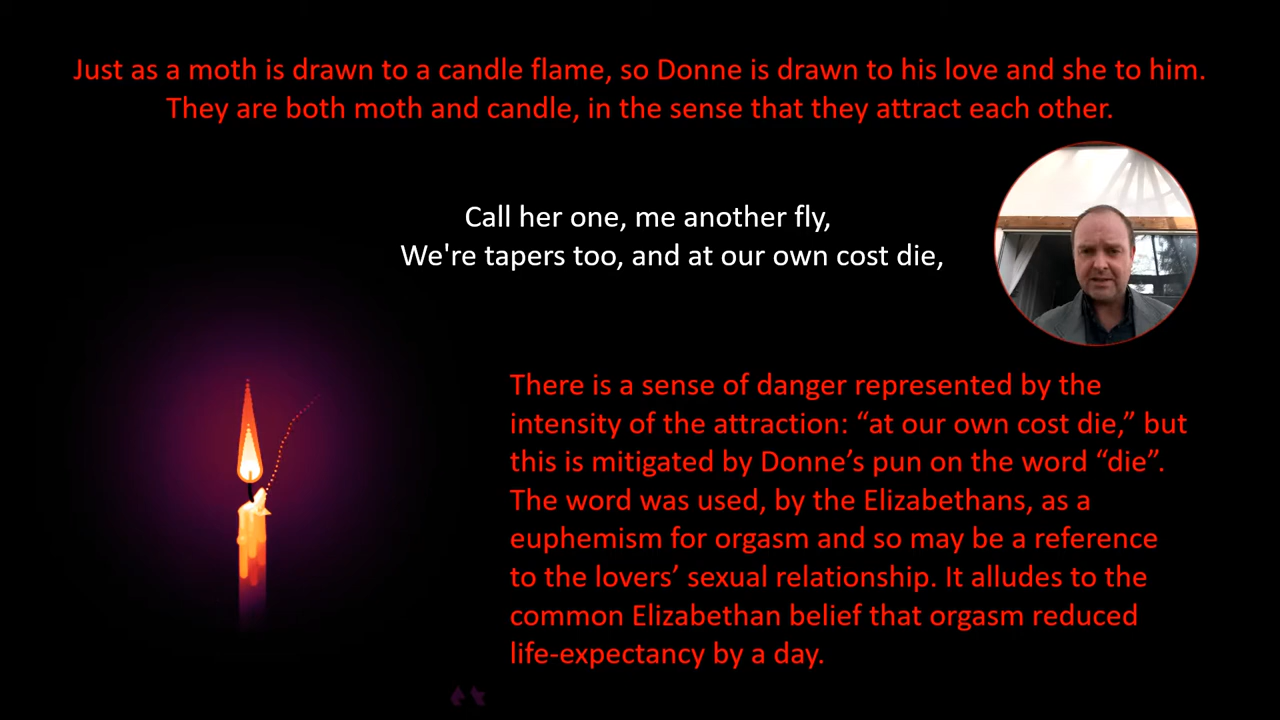 Just as a moth is drawn to a candle flame, so Donne is drawn to his love and she to him.
They are both moth and candle, in the sense that they attract each other.
Call her one, me another fly,
We're tapers too, and at our own cost die,
There is a sense of danger represented by the
intensity of the attraction: “at our own cost die,” but
this is mitigated by Donne’s pun on the word “die”.
The word was used, by the Elizabethans, as a
euphemism for orgasm and so may be a reference
to the lovers’ sexual relationship. It alludes to the
common Elizabethan belief that orgasm reduced
life-expectancy by a day.